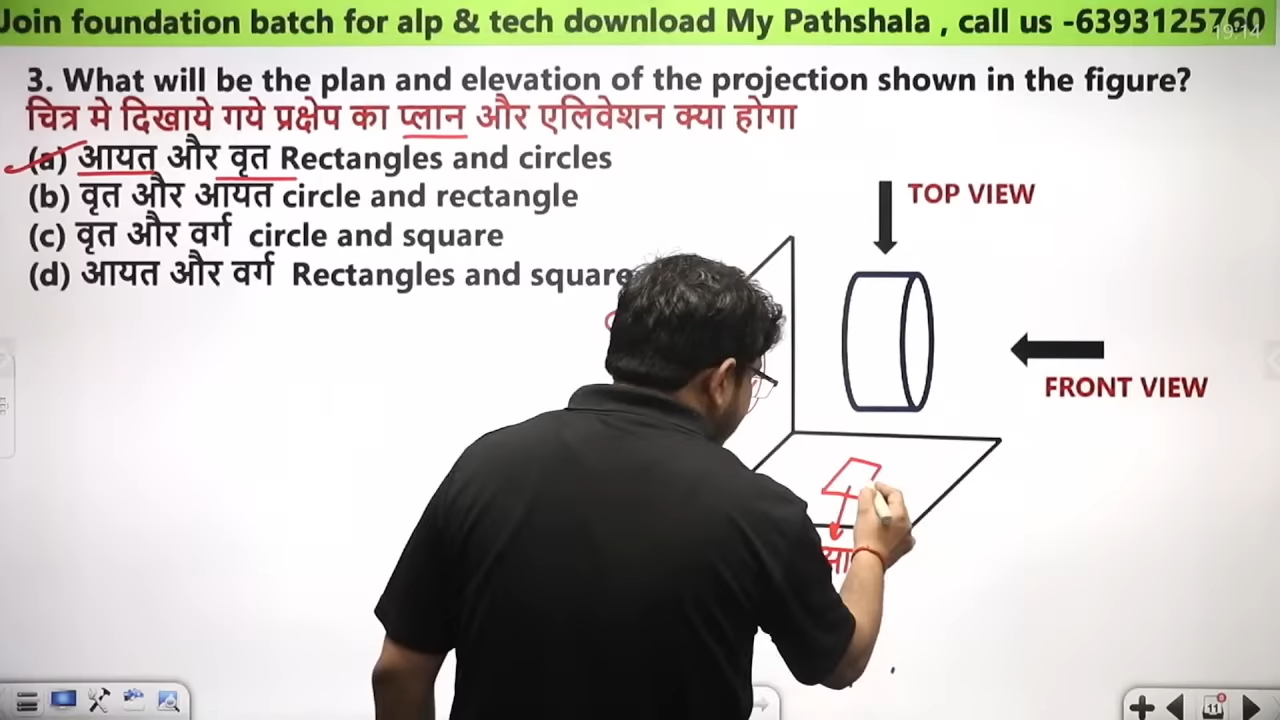 Join foundation batch for alp & tech download My Pathshala , call us -6393125760
19:14
3. What will be the plan and elevation of the projection shown in the figure?
चित्र मे दिखाये गये प्रक्षेप का प्लान और एलिवेशन क्या होगा
(a) आयत और वृत Rectangles and circles
(b) वृत और आयत circle and rectangle
(c) वृत और वर्ग circle and square
(d) आयत और वर्ग Rectangles and square
TOP VIEW
FRONT VIEW
11